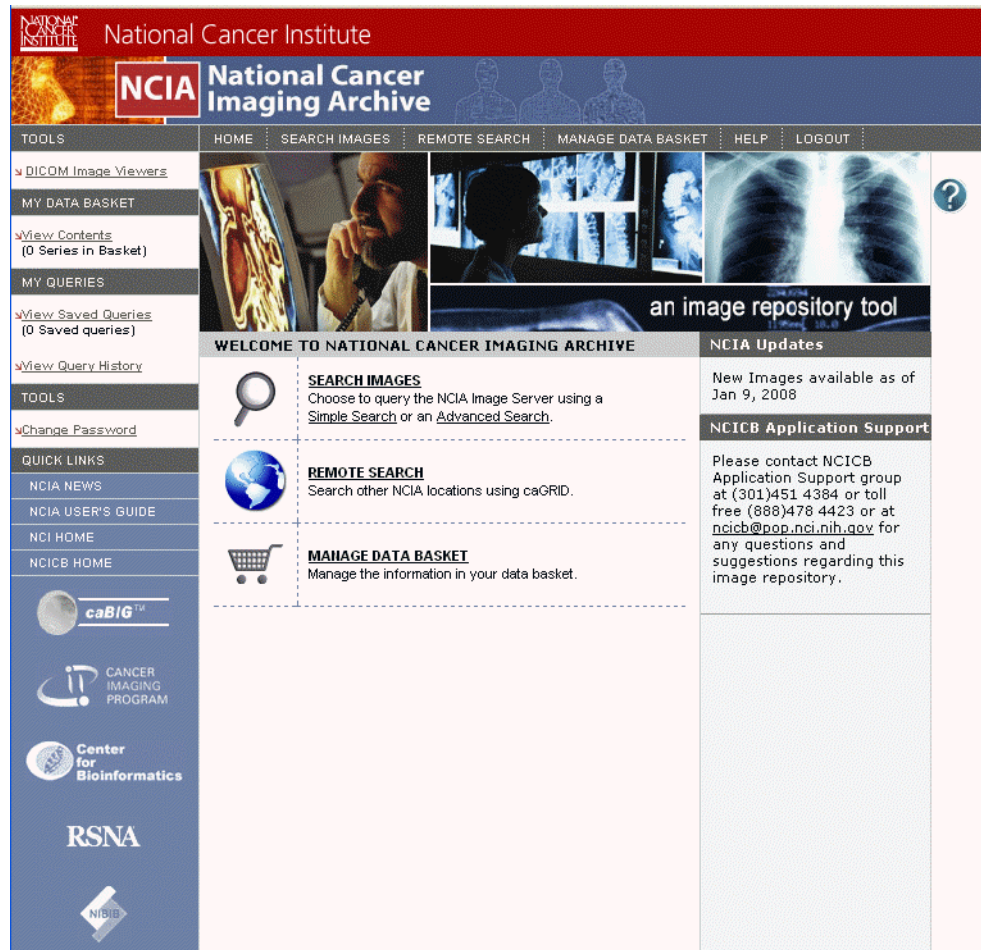 NATIONAL
CANCER
INSTITUTE
National Cancer Institute
NCIA
National Cancer
Imaging Archive
TOOLS
HOME
SEARCH IMAGES
REMOTE SEARCH
MANAGE DATA BASKET
HELP
LOGOUT
DICOM Image Viewers
MY DATA BASKET
View Contents
(0 Series in Basket)
MY QUERIES
View Saved Queries
(0 Saved queries)
View Query History
TOOLS
Change Password
QUICK LINKS
NCIA NEWS
NCIA USER'S GUIDE
NCI HOME
NCICB HOME
caBIG™
CANCER
IMAGING
PROGRAM
Center
for
Bioinformatics
RSNA
NIBIB
?
an image repository tool
WELCOME TO NATIONAL CANCER IMAGING ARCHIVE
SEARCH IMAGES
Choose to query the NCIA Image Server using a
Simple Search or an Advanced Search.
REMOTE SEARCH
Search other NCIA locations using caGRID.
MANAGE DATA BASKET
Manage the information in your data basket.
NCIA Updates
New Images available as of
Jan 9, 2008
NCICB Application Support
Please contact NCICB
Application Support group
at (301)451 4384 or toll
free (888)478 4423 or at
ncicb@pop.nci.nih.gov for
any questions and
suggestions regarding this
image repository.